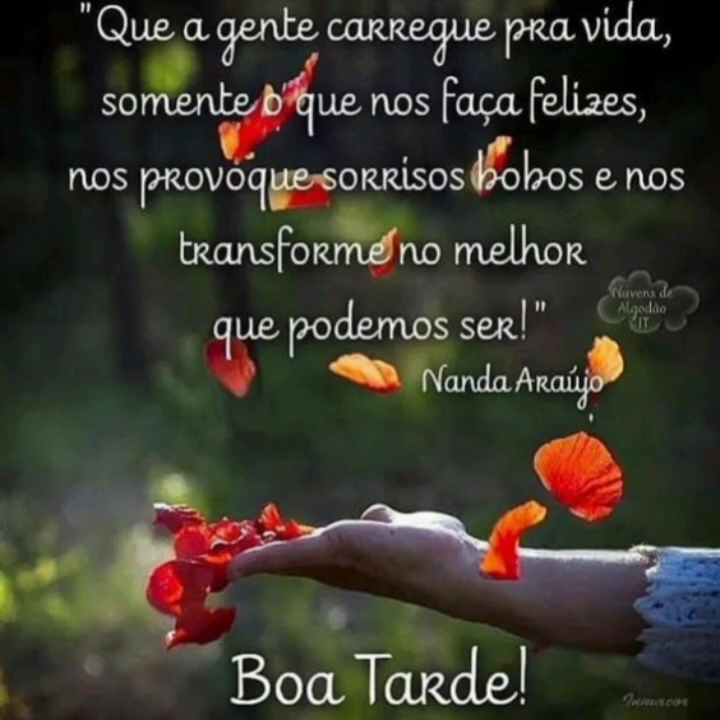 "Que a gente carregue pra vida,
somente o que nos faça felizes,
nos provoque sorrisos bobos e nos
transforme no melhor
que podemos ser!"
Nanda Araújo
Nuvens de
Algodão
IT
Boa Tarde!